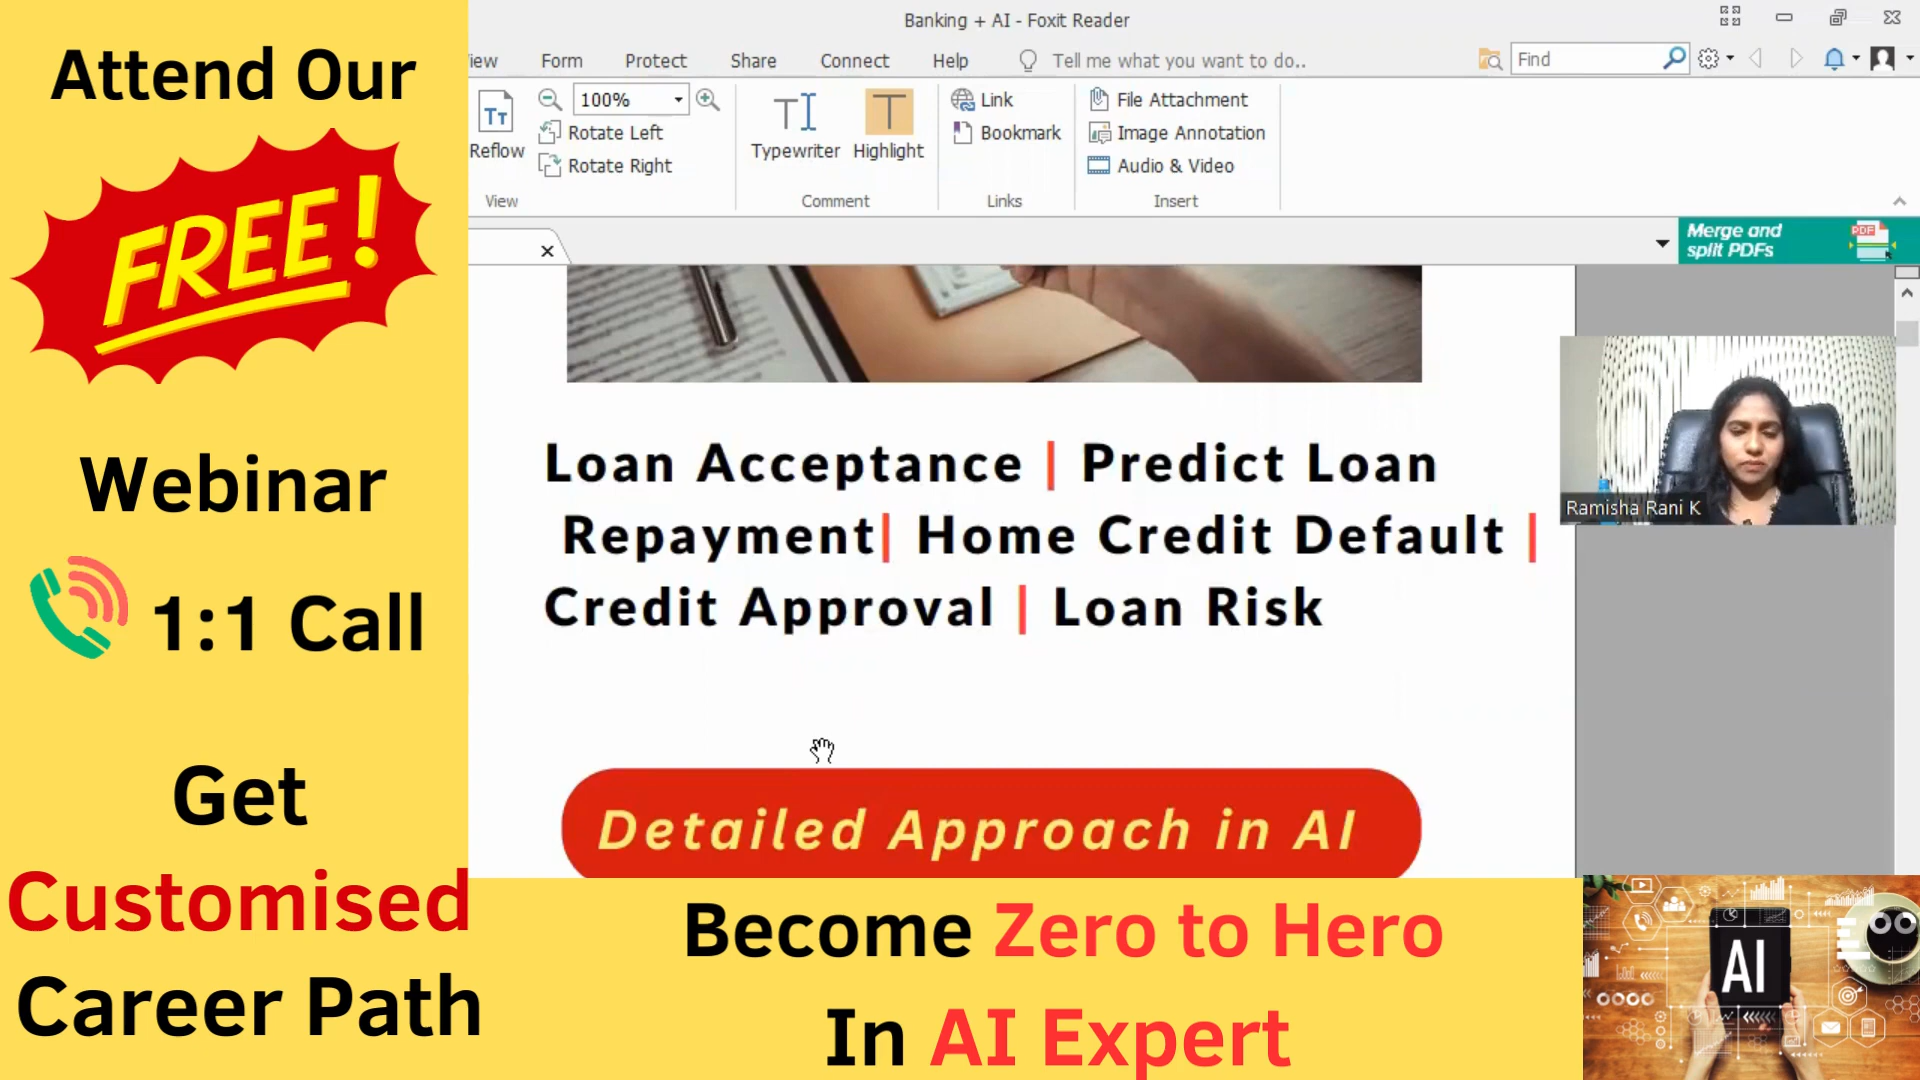 Attend Our
FREE!
Webinar
1:1 Call
Get
Customised
Career Path
Banking + AI - Foxit Reader
iew Form Protect Share Connect Help Tell me what you want to do.. Find
Reflow
100%
Rotate Left
Rotate Right
View
Typewriter Highlight
Comment
Link
Bookmark
Links
File Attachment
Image Annotation
Audio & Video
Insert
Merge and
split PDFs
PDF
Loan Acceptance | Predict Loan
Repayment| Home Credit Default |
Credit Approval | Loan Risk
Ramisha Rani K
Detailed Approach in AI
Become Zero to Hero
In AI Expert
AI